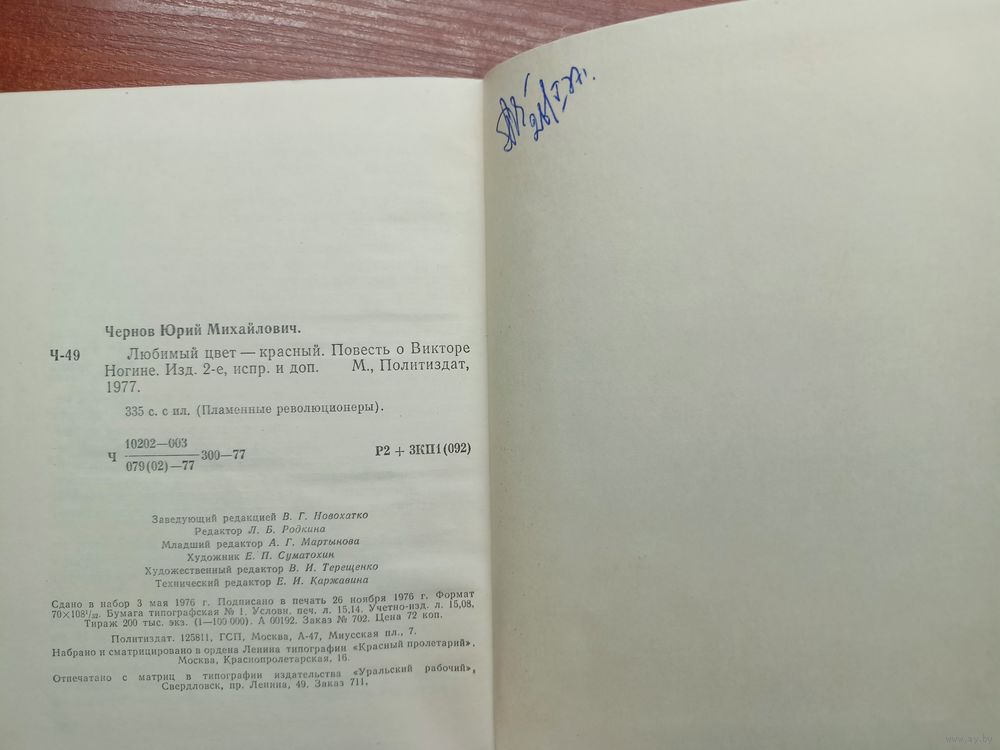 Чернов Юрий Михайлович.
Ч-49 Любимый цвет — красный. Повесть о Викторе
Ногине. Изд. 2-е, испр. и доп. М., Политиздат,
1977.
335 с. с ил. (Пламенные революционеры).
10202—003
Ч 300—77 Р2 + 3КП1(092)
079(02)—77
Заведующий редакцией В. Г. Новохатко
Редактор Л. Б. Родкина
Младший редактор А. Г. Мартынова
Художник Е. П. Суматохин
Художественный редактор В. И. Терещенко
Технический редактор Е. И. Каржавина
Сдано в набор 3 мая 1976 г. Подписано в печать 26 ноября 1976 г. Формат
70×108¹/₃₂. Бумага типографская № 1. Условн. печ. л. 15,14. Учетно-изд. л. 15,08.
Тираж 200 тыс. экз. (1—100 000). А 00192. Заказ № 702. Цена 72 коп.
Политиздат. 125811, ГСП, Москва, А-47, Миусская пл., 7.
Набрано и сматрицировано в ордена Ленина типографии «Красный пролетарий».
Москва, Краснопролетарская, 16.
Отпечатано с матриц в типографии издательства «Уральский рабочий»,
Свердловск, пр. Ленина, 49. Заказ 711.
www.ay.by